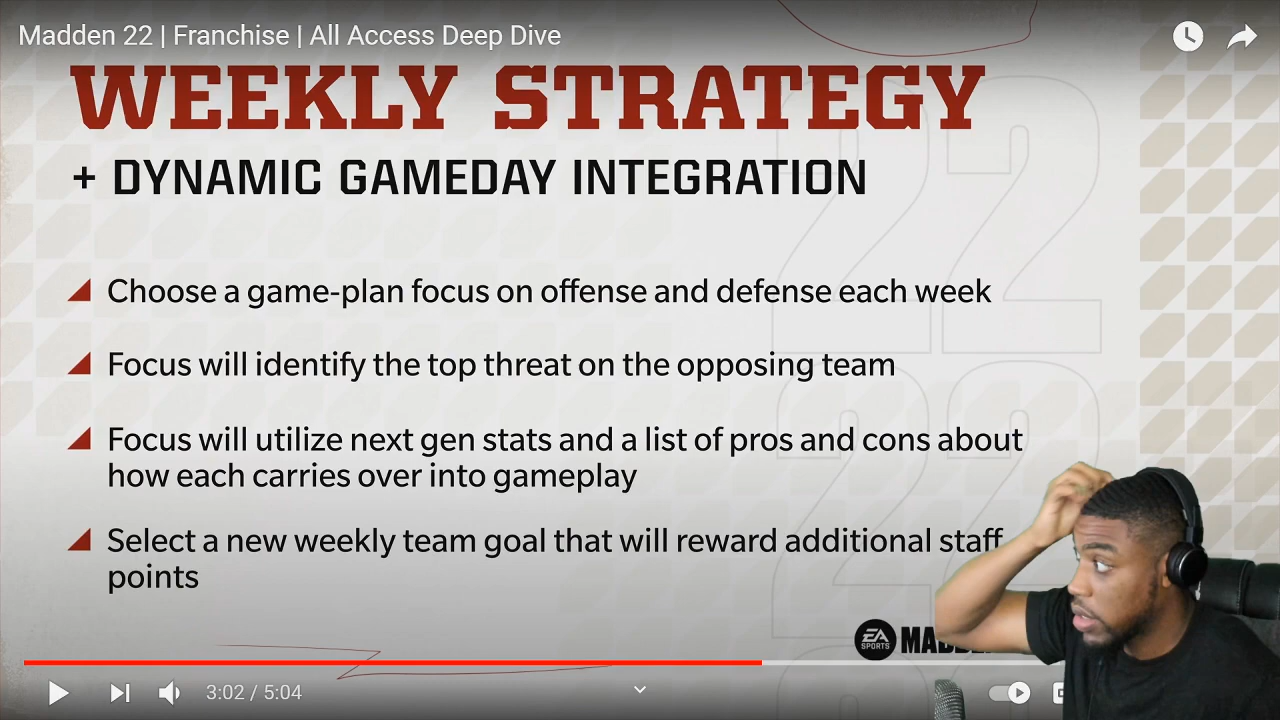 Madden 22 | Franchise | All Access Deep Dive
WEEKLY STRATEGY
+ DYNAMIC GAMEDAY INTEGRATION
Choose a game-plan focus on offense and defense each week
Focus will identify the top threat on the opposing team
Focus will utilize next gen stats and a list of pros and cons about
how each carries over into gameplay
Select a new weekly team goal that will reward additional staff
points
EA
SPORTS
3:02 / 5:04
22
22